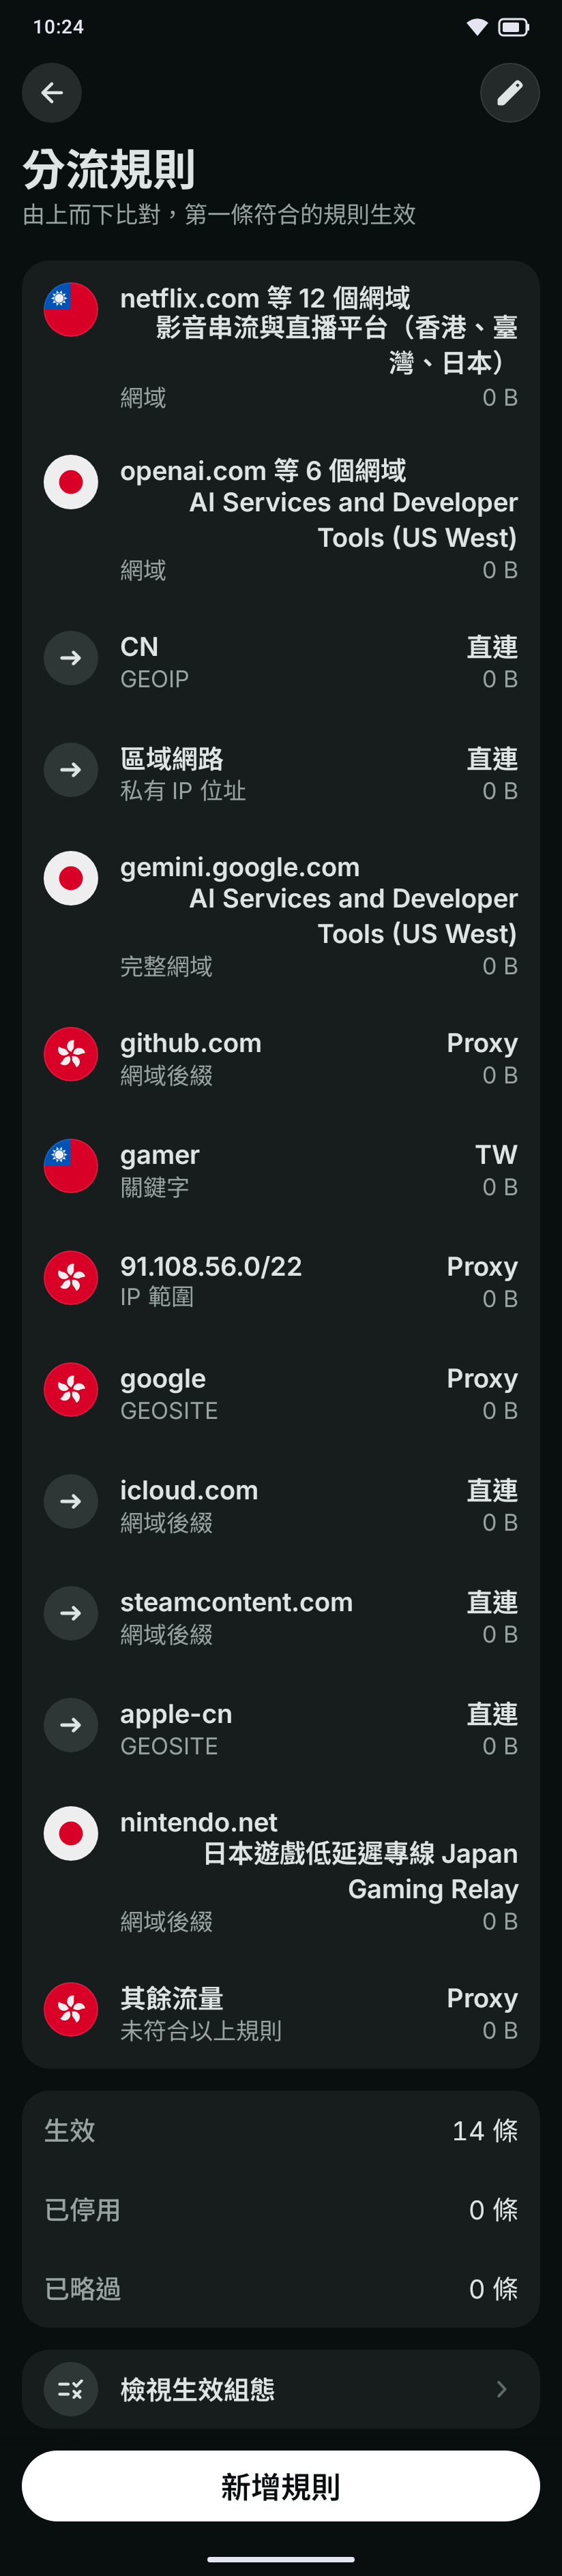 10:24
分流規則
由上而下比對，第一條符合的規則生效
netflix.com 等 12 個網域
影音串流與直播平台（香港、臺
灣、日本）
網域 0 B
openai.com 等 6 個網域
AI Services and Developer
Tools (US West)
網域 0 B
CN 直連
GEOIP 0 B
區域網路 直連
私有 IP 位址 0 B
gemini.google.com
AI Services and Developer
Tools (US West)
完整網域 0 B
github.com Proxy
網域後綴 0 B
gamer TW
關鍵字 0 B
91.108.56.0/22 Proxy
IP 範圍 0 B
google Proxy
GEOSITE 0 B
icloud.com 直連
網域後綴 0 B
steamcontent.com 直連
網域後綴 0 B
apple-cn 直連
GEOSITE 0 B
nintendo.net
日本遊戲低延遲專線 Japan
Gaming Relay
網域後綴 0 B
其餘流量 Proxy
未符合以上規則 0 B
生效 14 條
已停用 0 條
已略過 0 條
檢視生效組態
新增規則